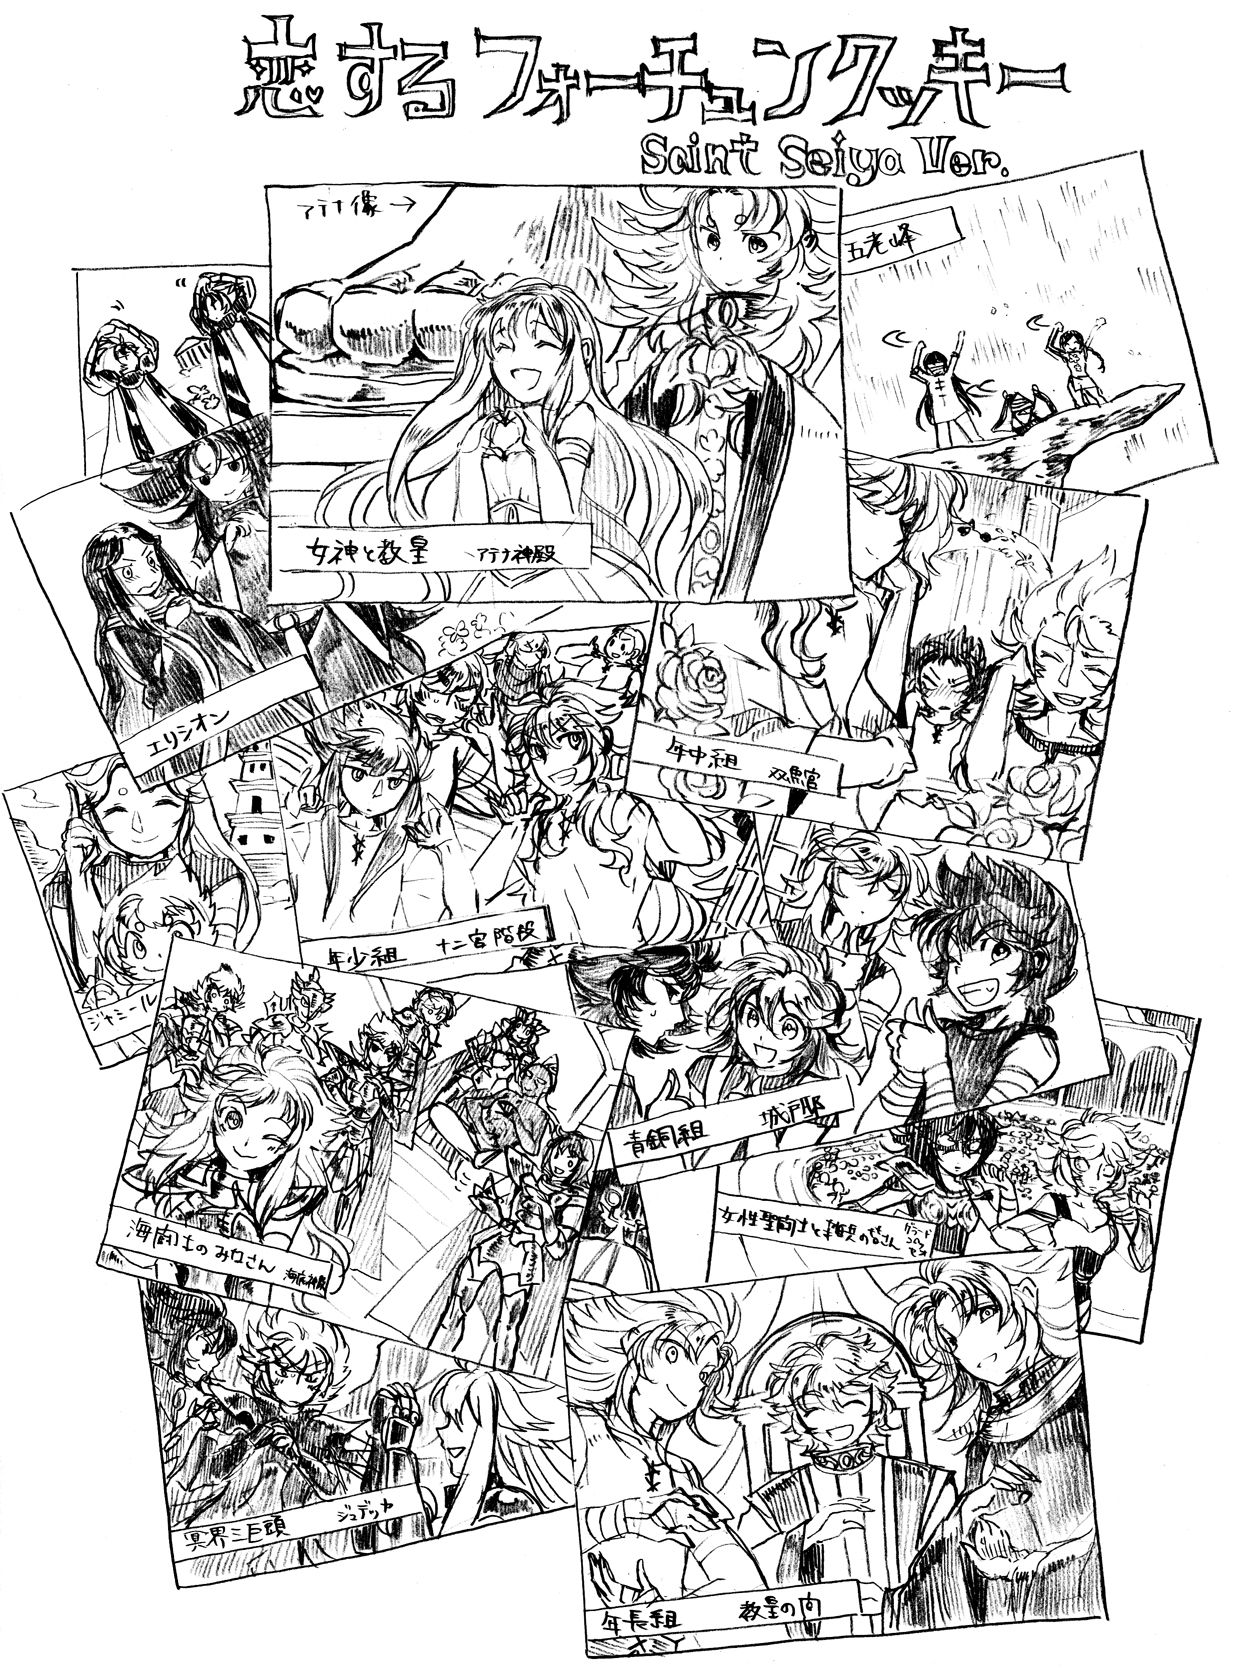 恋するフォーチュンクッキー
Saint Seiya Ver.
アテナ像→
五老峰
女神と教皇 アテナ神殿
エリシオン
年中組 双魚宮
年少組 十二宮階段
ジャミール
青銅組 城戸邸
海闘士のみなさん 海底神殿
女性聖闘士と雑兵の皆さん
冥界三巨頭 ジュデッカ
年長組 教皇の間